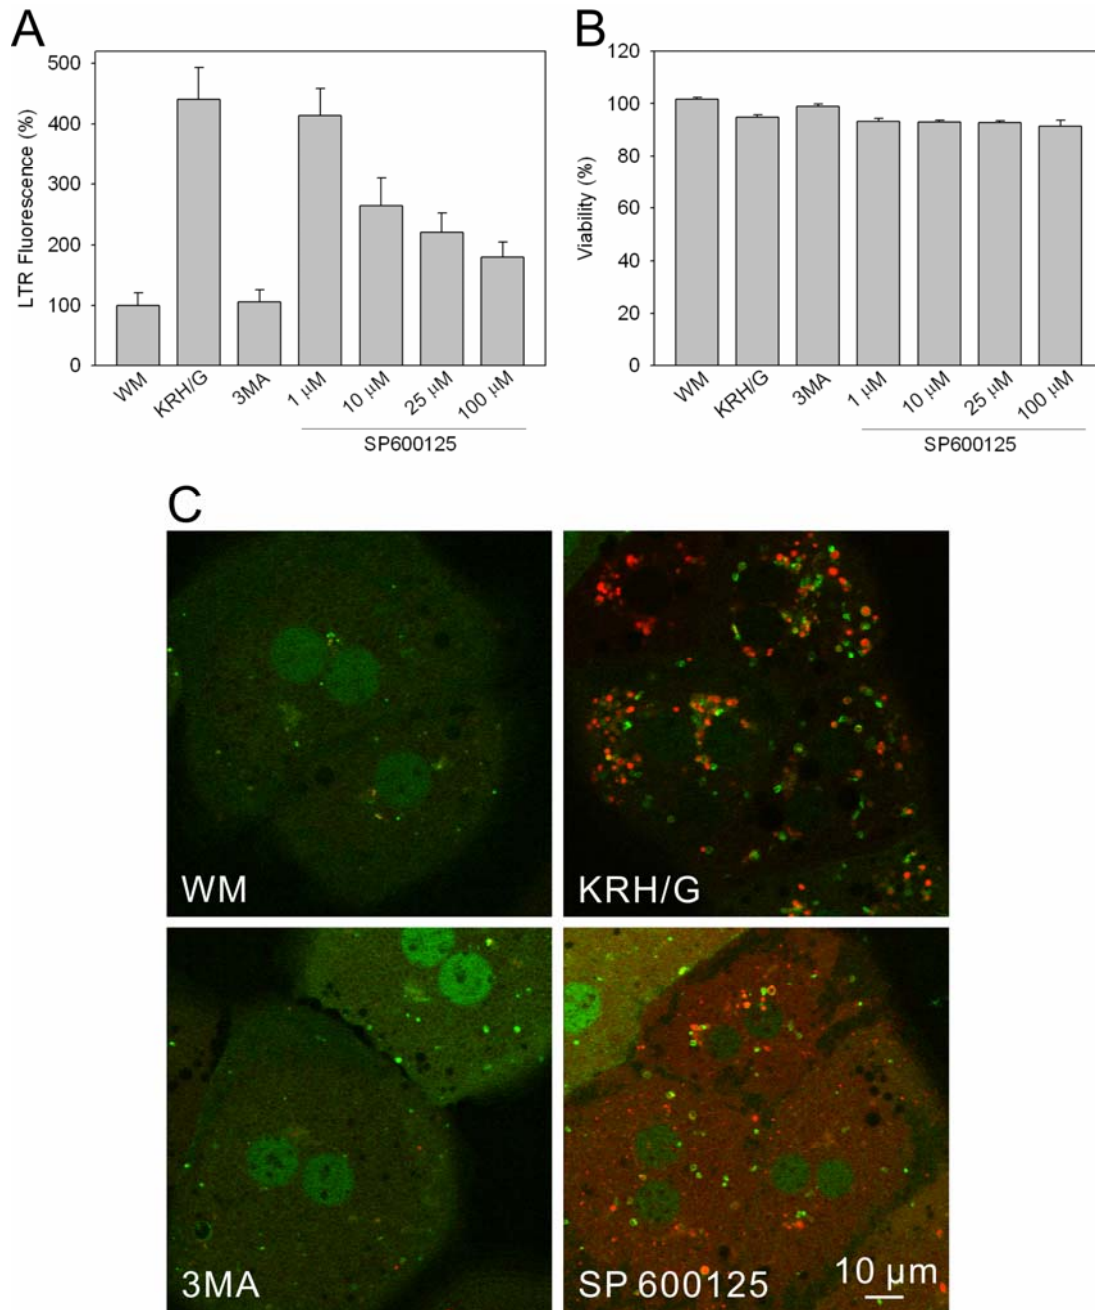 A
LTR Fluorescence (%)
500
400
300
200
100
0
WM
KRH/G
3MA
1 µM
10 µM
25 µM
100 µM
SP600125
B
Viability (%)
120
100
80
60
40
20
0
WM
KRH/G
3MA
1 µM
10 µM
25 µM
100 µM
SP600125
C
WM
KRH/G
3MA
SP 600125
10 µm